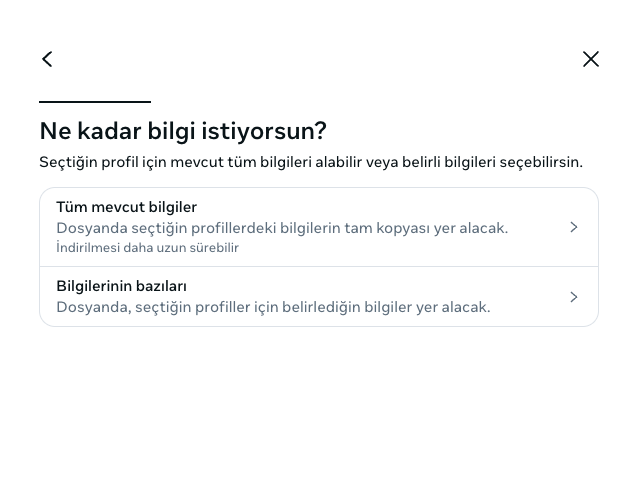 Ne kadar bilgi istiyorsun?
Seçtiğin profil için mevcut tüm bilgileri alabilir veya belirli bilgileri seçebilirsin.
Tüm mevcut bilgiler
Dosyanda seçtiğin profillerdeki bilgilerin tam kopyası yer alacak.
İndirilmesi daha uzun sürebilir
Bilgilerinin bazıları
Dosyanda, seçtiğin profiller için belirlediğin bilgiler yer alacak.